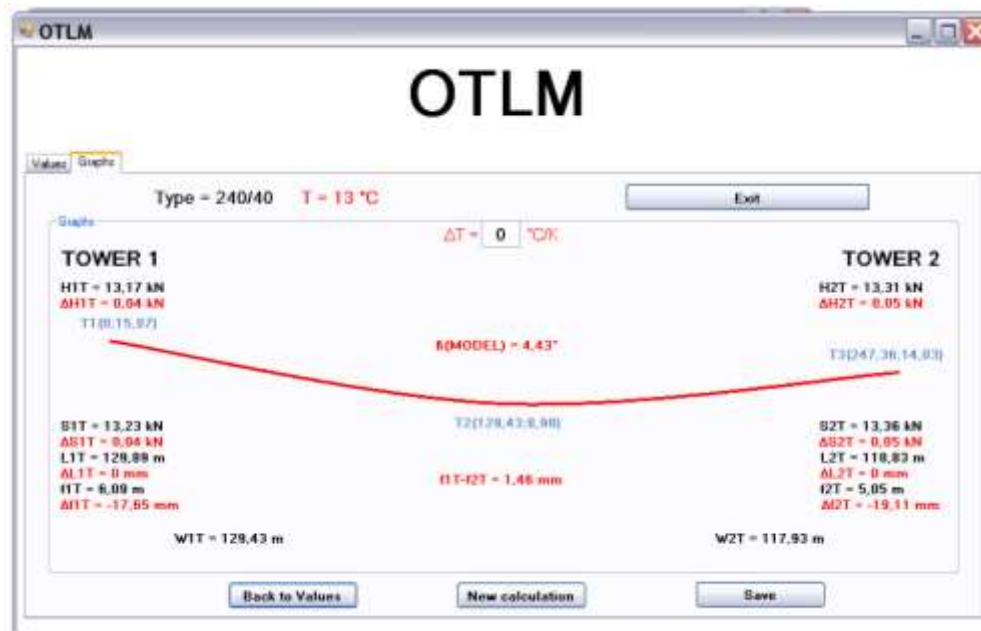 OTLM
OTLM
Values Graphs
Type = 240/40 T = 13 °C
Exit
Graphs
ΔT = 0 °C/K
TOWER 1
TOWER 2
H1T = 13,17 kN
H2T = 13,31 kN
ΔH1T = 0,04 kN
ΔH2T = 0,05 kN
T1(0;15,07)
ß(MODEL) = 4,43°
T3(247,36;14,03)
T2(129,43;8,98)
S1T = 13,23 kN
S2T = 13,36 kN
ΔS1T = 0,04 kN
ΔS2T = 0,05 kN
L1T = 129,89 m
L2T = 118,83 m
ΔL1T = 0 mm
ΔL2T = 0 mm
f1T-f2T = 1,46 mm
f1T = 6,09 m
f2T = 5,05 m
Δf1T = -17,65 mm
Δf2T = -19,11 mm
W1T = 129,43 m
W2T = 117,93 m
Back to Values
New calculation
Save